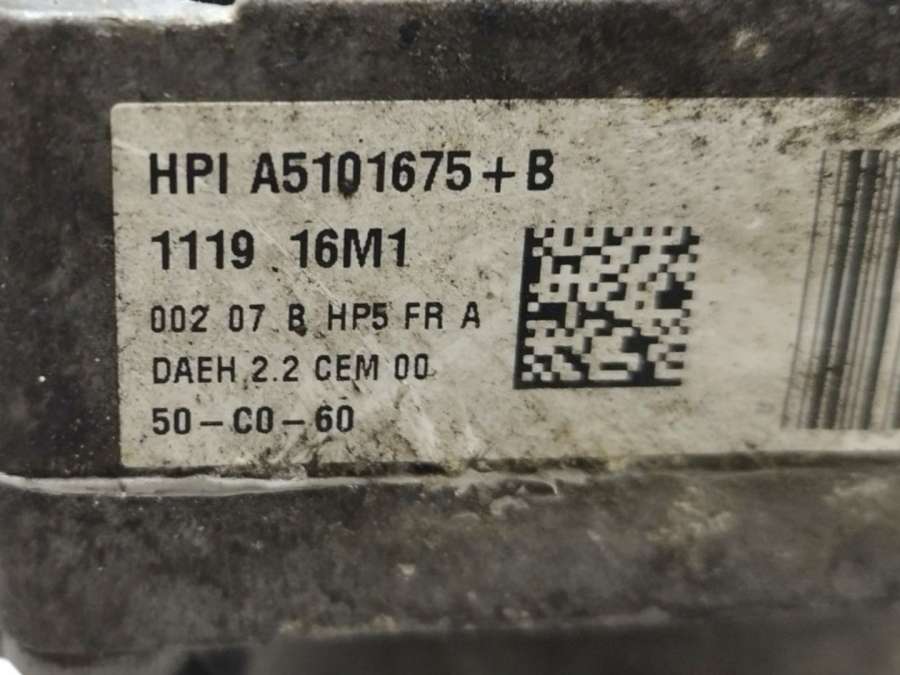 HPI A5101675+B
1119 16M1
002 07 B HP5 FR A
DAEH 2.2 CEM 00
50-C0-60